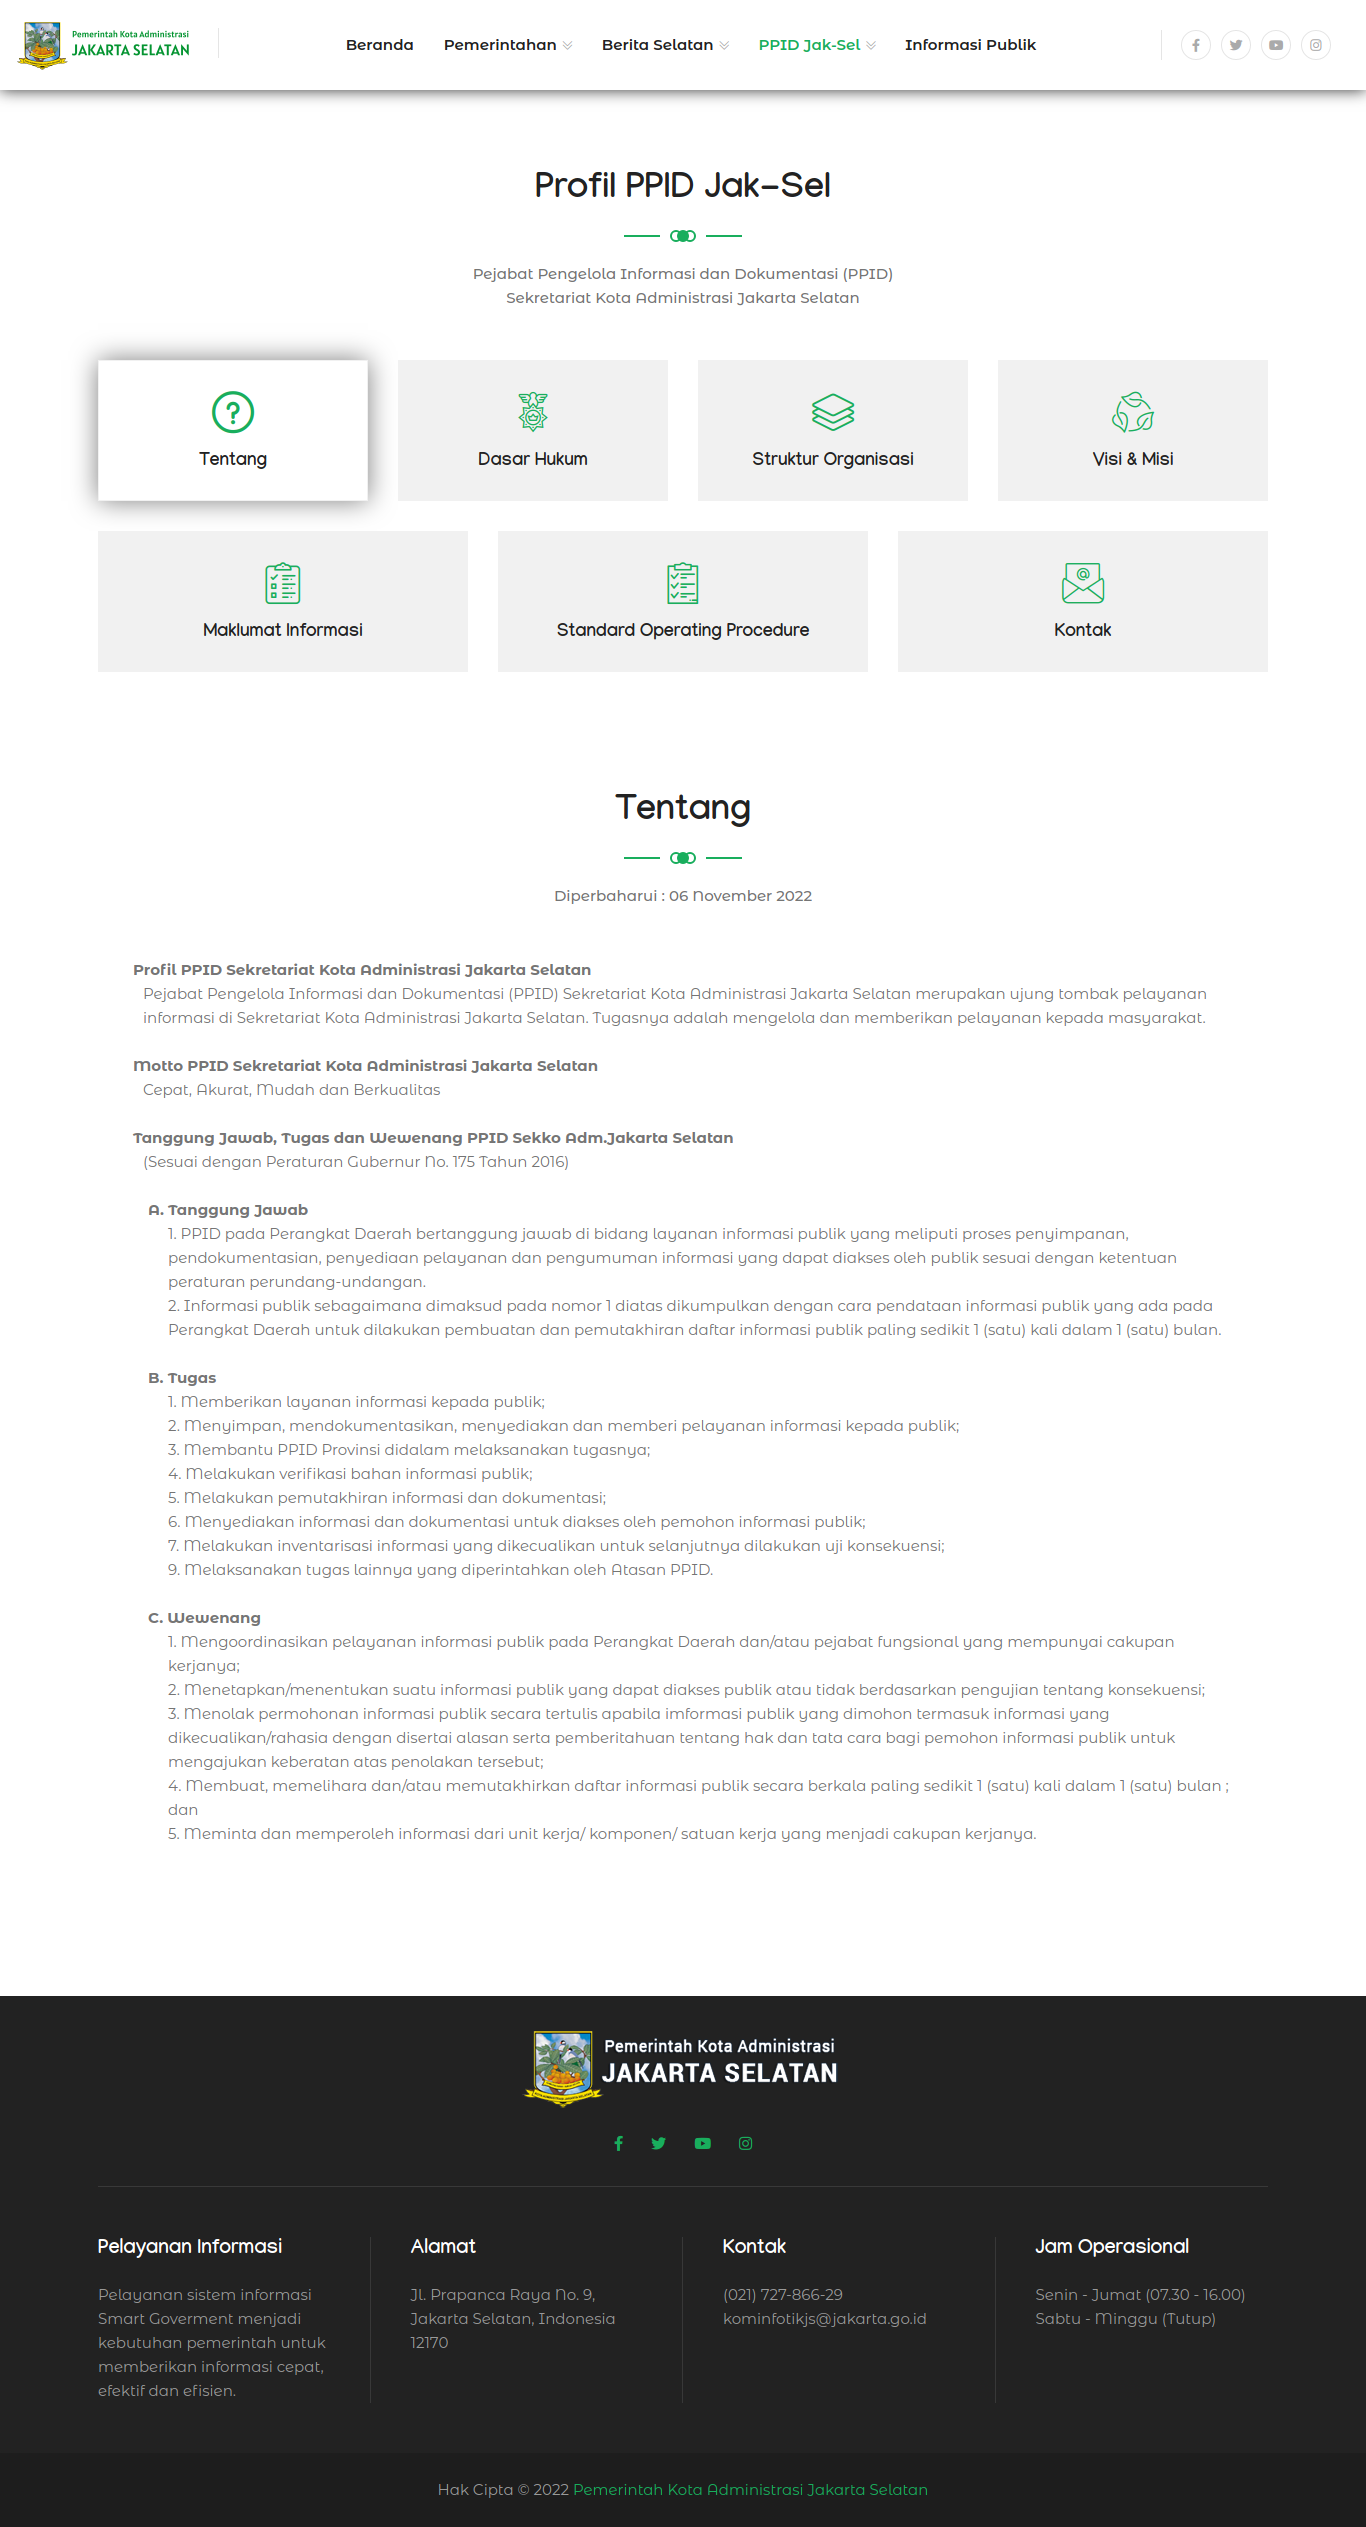 Pemerintah Kota Administrasi
JAKARTA SELATAN
Beranda
Pemerintahan
Berita Selatan
PPID Jak-Sel
Informasi Publik
Profil PPID Jak-Sel
Pejabat Pengelola Informasi dan Dokumentasi (PPID)
Sekretariat Kota Administrasi Jakarta Selatan
Tentang
Dasar Hukum
Struktur Organisasi
Visi & Misi
Maklumat Informasi
Standard Operating Procedure
Kontak
Tentang
Diperbaharui : 06 November 2022
Profil PPID Sekretariat Kota Administrasi Jakarta Selatan
Pejabat Pengelola Informasi dan Dokumentasi (PPID) Sekretariat Kota Administrasi Jakarta Selatan merupakan ujung tombak pelayanan
informasi di Sekretariat Kota Administrasi Jakarta Selatan. Tugasnya adalah mengelola dan memberikan pelayanan kepada masyarakat.
Motto PPID Sekretariat Kota Administrasi Jakarta Selatan
Cepat, Akurat, Mudah dan Berkualitas
Tanggung Jawab, Tugas dan Wewenang PPID Sekko Adm.Jakarta Selatan
(Sesuai dengan Peraturan Gubernur No. 175 Tahun 2016)
A. Tanggung Jawab
1. PPID pada Perangkat Daerah bertanggung jawab di bidang layanan informasi publik yang meliputi proses penyimpanan,
pendokumentasian, penyediaan pelayanan dan pengumuman informasi yang dapat diakses oleh publik sesuai dengan ketentuan
peraturan perundang-undangan.
2. Informasi publik sebagaimana dimaksud pada nomor 1 diatas dikumpulkan dengan cara pendataan informasi publik yang ada pada
Perangkat Daerah untuk dilakukan pembuatan dan pemutakhiran daftar informasi publik paling sedikit 1 (satu) kali dalam 1 (satu) bulan.
B. Tugas
1. Memberikan layanan informasi kepada publik;
2. Menyimpan, mendokumentasikan, menyediakan dan memberi pelayanan informasi kepada publik;
3. Membantu PPID Provinsi didalam melaksanakan tugasnya;
4. Melakukan verifikasi bahan informasi publik;
5. Melakukan pemutakhiran informasi dan dokumentasi;
6. Menyediakan informasi dan dokumentasi untuk diakses oleh pemohon informasi publik;
7. Melakukan inventarisasi informasi yang dikecualikan untuk selanjutnya dilakukan uji konsekuensi;
9. Melaksanakan tugas lainnya yang diperintahkan oleh Atasan PPID.
C. Wewenang
1. Mengoordinasikan pelayanan informasi publik pada Perangkat Daerah dan/atau pejabat fungsional yang mempunyai cakupan
kerjanya;
2. Menetapkan/menentukan suatu informasi publik yang dapat diakses publik atau tidak berdasarkan pengujian tentang konsekuensi;
3. Menolak permohonan informasi publik secara tertulis apabila imformasi publik yang dimohon termasuk informasi yang
dikecualikan/rahasia dengan disertai alasan serta pemberitahuan tentang hak dan tata cara bagi pemohon informasi publik untuk
mengajukan keberatan atas penolakan tersebut;
4. Membuat, memelihara dan/atau memutakhirkan daftar informasi publik secara berkala paling sedikit 1 (satu) kali dalam 1 (satu) bulan ;
dan
5. Meminta dan memperoleh informasi dari unit kerja/ komponen/ satuan kerja yang menjadi cakupan kerjanya.
Pemerintah Kota Administrasi
JAKARTA SELATAN
Pelayanan Informasi
Pelayanan sistem informasi
Smart Goverment menjadi
kebutuhan pemerintah untuk
memberikan informasi cepat,
efektif dan efisien.
Alamat
Jl. Prapanca Raya No. 9,
Jakarta Selatan, Indonesia
12170
Kontak
(021) 727-866-29
kominfotikjs@jakarta.go.id
Jam Operasional
Senin - Jumat (07.30 - 16.00)
Sabtu - Minggu (Tutup)
Hak Cipta © 2022 Pemerintah Kota Administrasi Jakarta Selatan